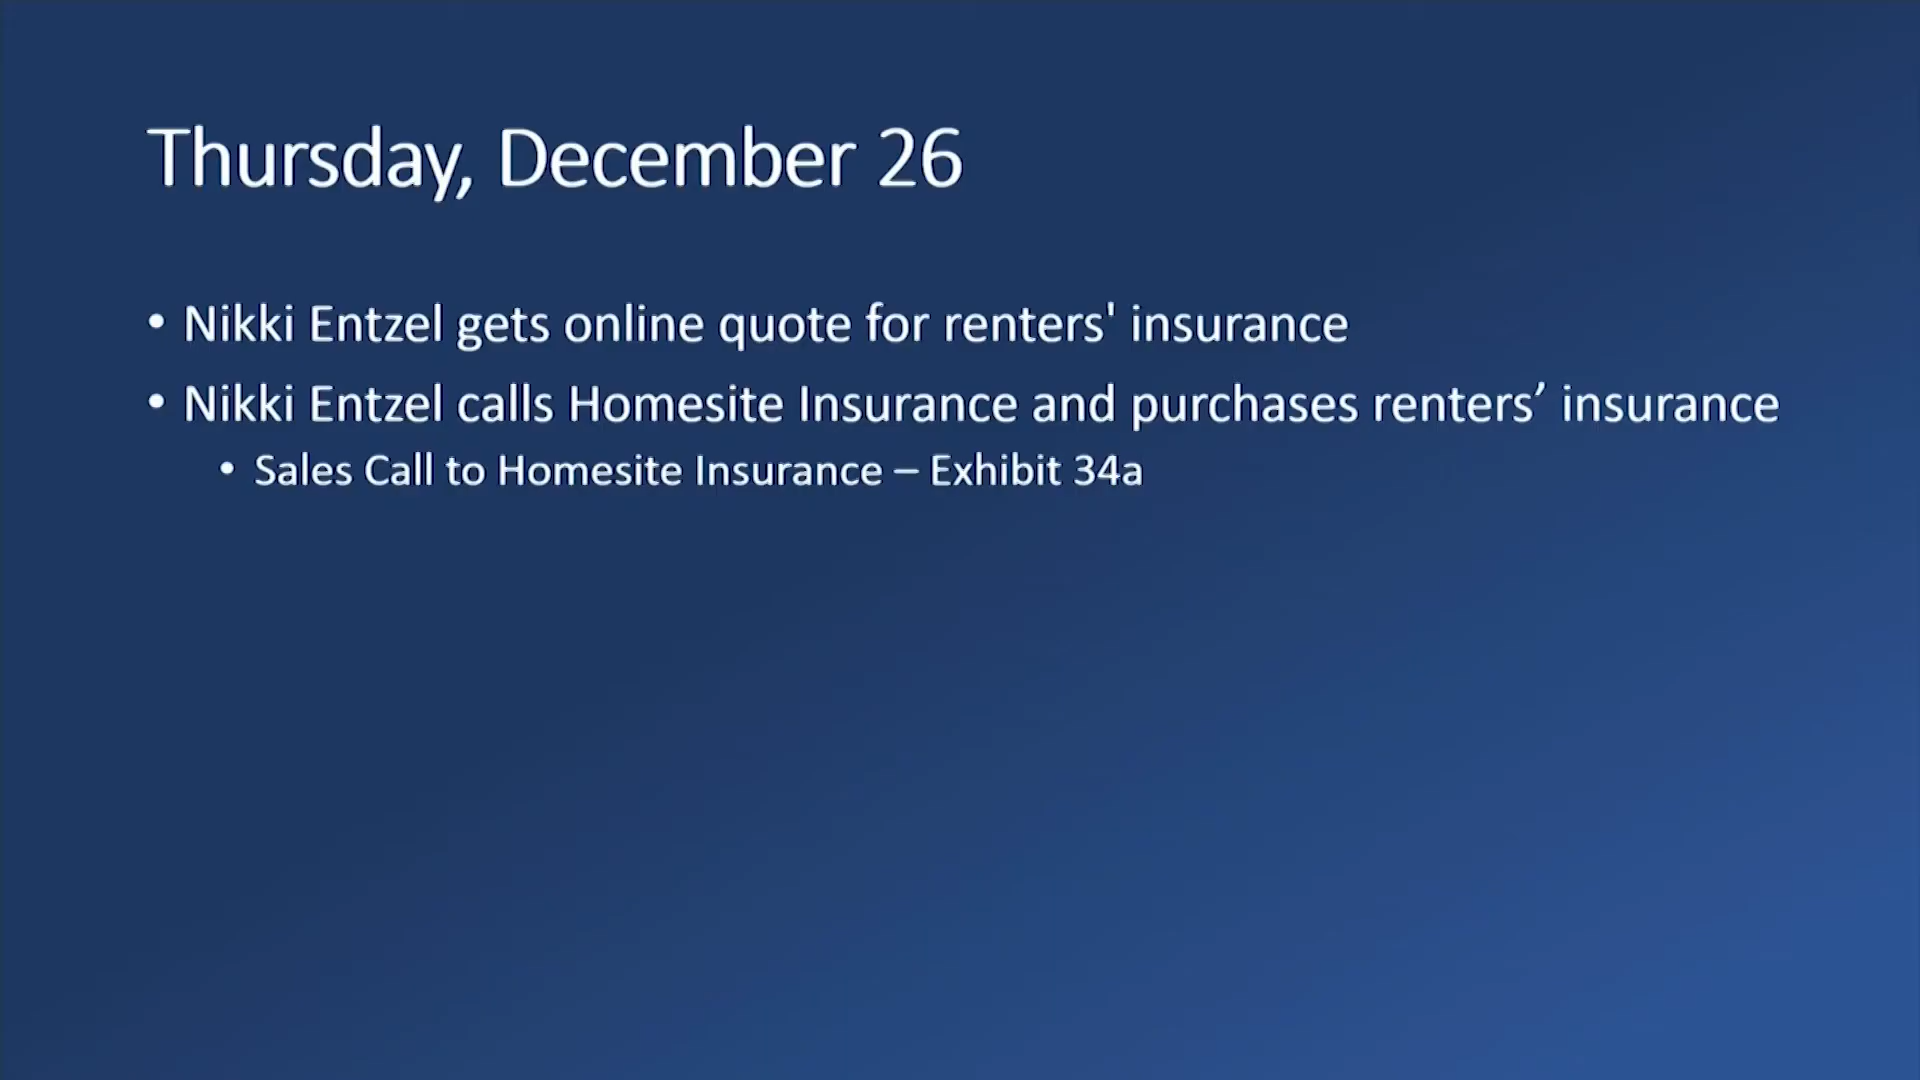 Thursday, December 26
• Nikki Entzel gets online quote for renters' insurance
• Nikki Entzel calls Homesite Insurance and purchases renters’ insurance
• Sales Call to Homesite Insurance – Exhibit 34a